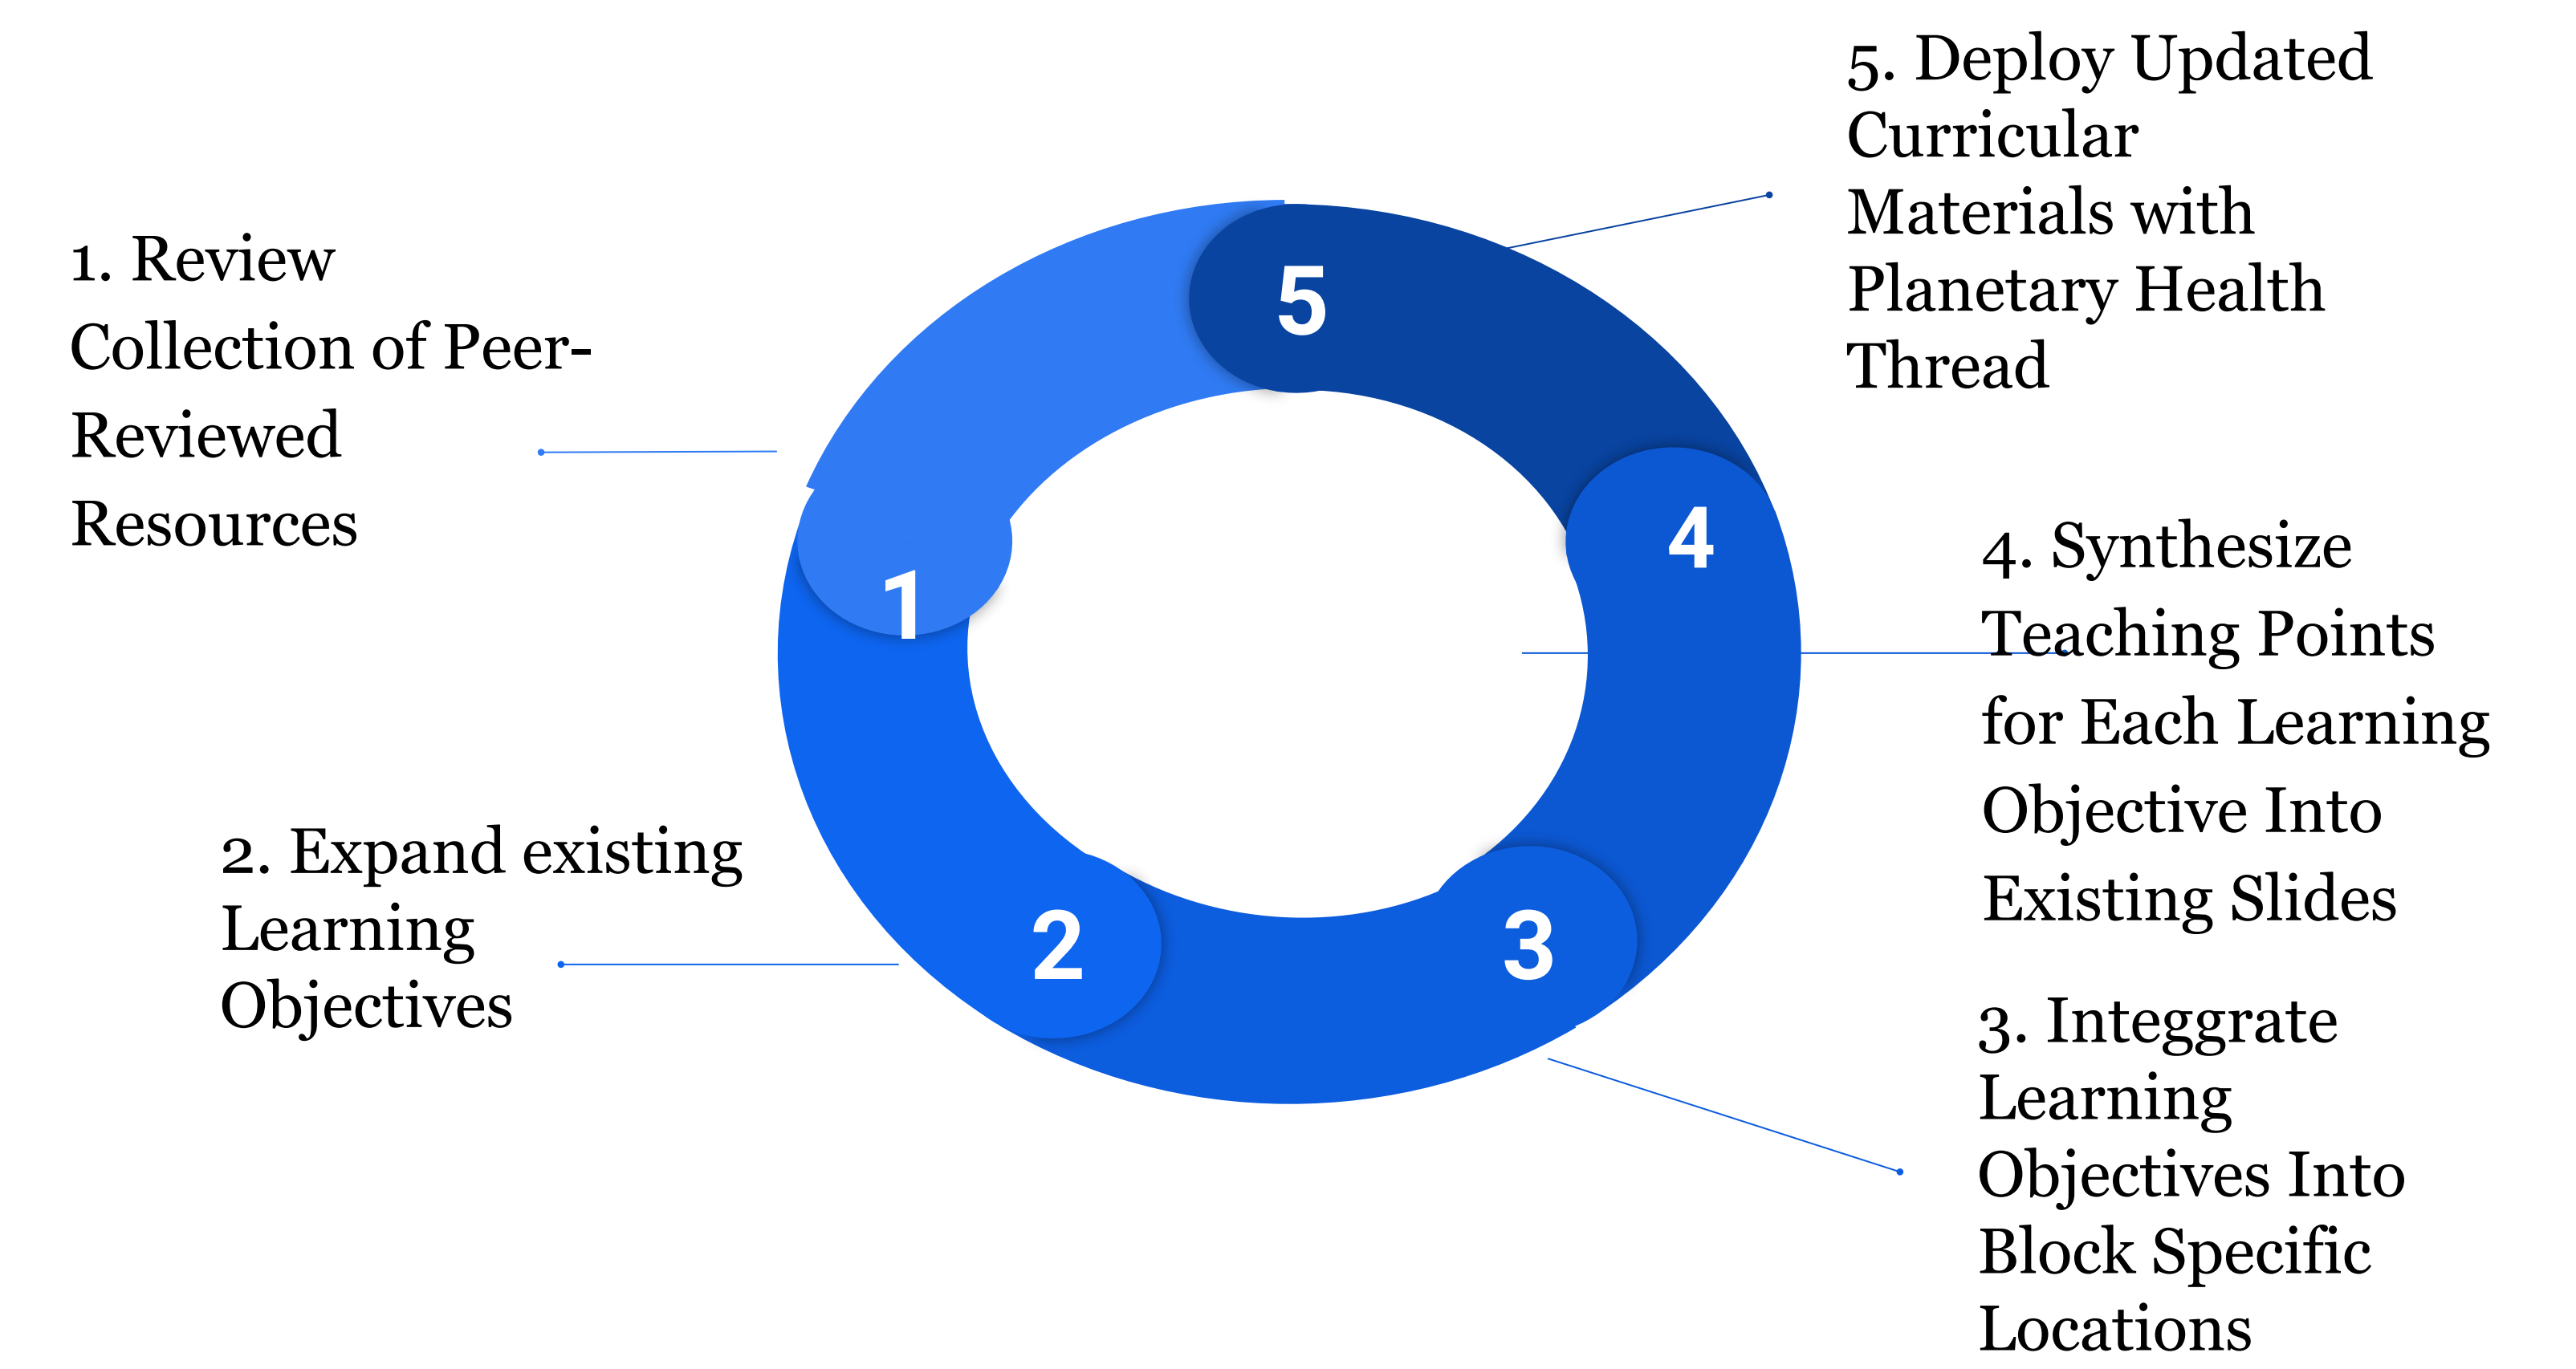 1. Review
Collection of Peer-
Reviewed
Resources
2. Expand existing
Learning
Objectives
3. Integgrate
Learning
Objectives Into
Block Specific
Locations
4. Synthesize
Teaching Points
for Each Learning
Objective Into
Existing Slides
5. Deploy Updated
Curricular
Materials with
Planetary Health
Thread
1
2
3
4
5